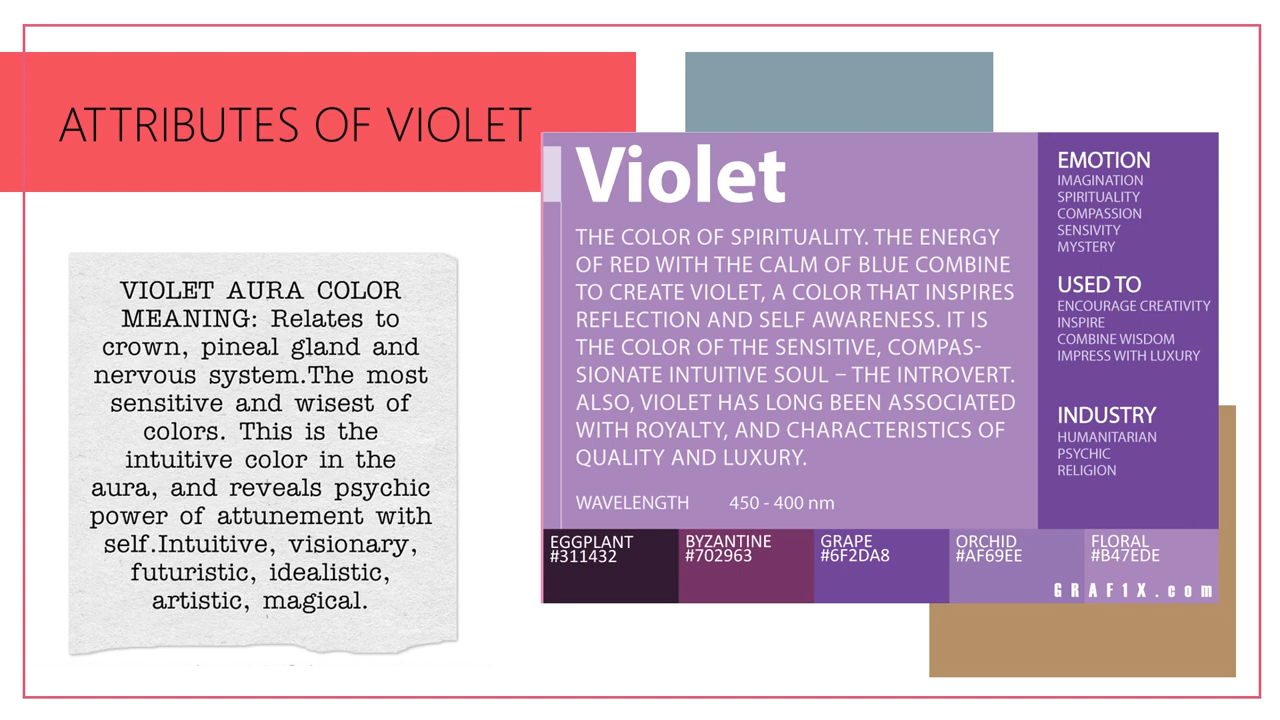 ATTRIBUTES OF VIOLET
VIOLET AURA COLOR
MEANING: Relates to
crown, pineal gland and
nervous system.The most
sensitive and wisest of
colors. This is the
intuitive color in the
aura, and reveals psychic
power of attunement with
self.Intuitive, visionary,
futuristic, idealistic,
artistic, magical.
Violet
THE COLOR OF SPIRITUALITY. THE ENERGY
OF RED WITH THE CALM OF BLUE COMBINE
TO CREATE VIOLET, A COLOR THAT INSPIRES
REFLECTION AND SELF AWARENESS. IT IS
THE COLOR OF THE SENSITIVE, COMPAS-
SIONATE INTUITIVE SOUL – THE INTROVERT.
ALSO, VIOLET HAS LONG BEEN ASSOCIATED
WITH ROYALTY, AND CHARACTERISTICS OF
QUALITY AND LUXURY.
WAVELENGTH 450 - 400 nm
EMOTION
IMAGINATION
SPIRITUALITY
COMPASSION
SENSIVITY
MYSTERY
USED TO
ENCOURAGE CREATIVITY
INSPIRE
COMBINE WISDOM
IMPRESS WITH LUXURY
INDUSTRY
HUMANITARIAN
PSYCHIC
RELIGION
EGGPLANT
#311432
BYZANTINE
#702963
GRAPE
#6F2DA8
ORCHID
#AF69EE
FLORAL
#B47EDE
GRAF1X.com